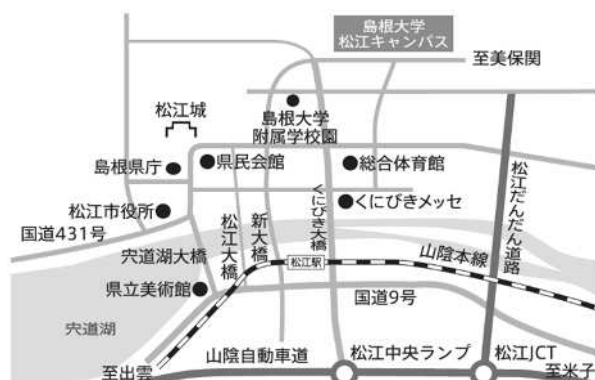 島根大学
松江キャンパス
至美保関
松江城
島根大学
附属学校園
島根県庁
県民会館
総合体育館
松江だんだん道路
くにびき大橋
くにびきメッセ
松江市役所
国道431号
宍道湖大橋
松江大橋
新大橋
松江駅
山陰本線
県立美術館
国道9号
宍道湖
至出雲
山陰自動車道
松江中央ランプ
松江JCT
至米子